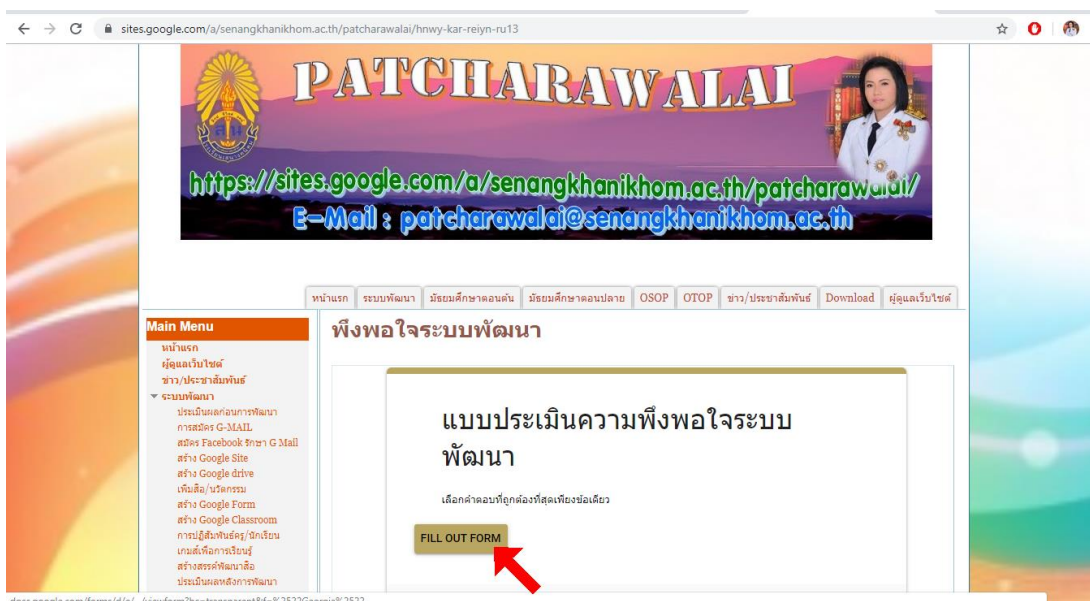 sites.google.com/a/senangkhanikhom.ac.th/patcharawalai/hnwy-kar-reiyn-ru13
PATCHARAWALAI
ส น
https://sites.google.com/a/senangkhanikhom.ac.th/patcharawalai/
E-Mail : patcharawalai@senangkhanikhom.ac.th
หน้าแรก ระบบพัฒนา มัธยมศึกษาตอนต้น มัธยมศึกษาตอนปลาย OSOP OTOP ข่าว/ประชาสัมพันธ์ Download ผู้ดูแลเว็บไซต์
Main Menu
หน้าแรก
ผู้ดูแลเว็บไซต์
ข่าว/ประชาสัมพันธ์
ระบบพัฒนา
ประเมินผลก่อนการพัฒนา
การสมัคร G-MAIL
สมัคร Facebook รักษา G Mail
สร้าง Google Site
สร้าง Google drive
เพิ่มสื่อ/นวัตกรรม
สร้าง Google Form
สร้าง Google Classroom
การปฏิสัมพันธ์ครู/นักเรียน
เกมส์เพื่อการเรียนรู้
สร้างสรรค์พัฒนาสื่อ
ประเมินผลหลังการพัฒนา
พึงพอใจระบบพัฒนา
แบบประเมินความพึงพอใจระบบ
พัฒนา
เลือกคำตอบที่ถูกต้องที่สุดเพียงข้อเดียว
FILL OUT FORM